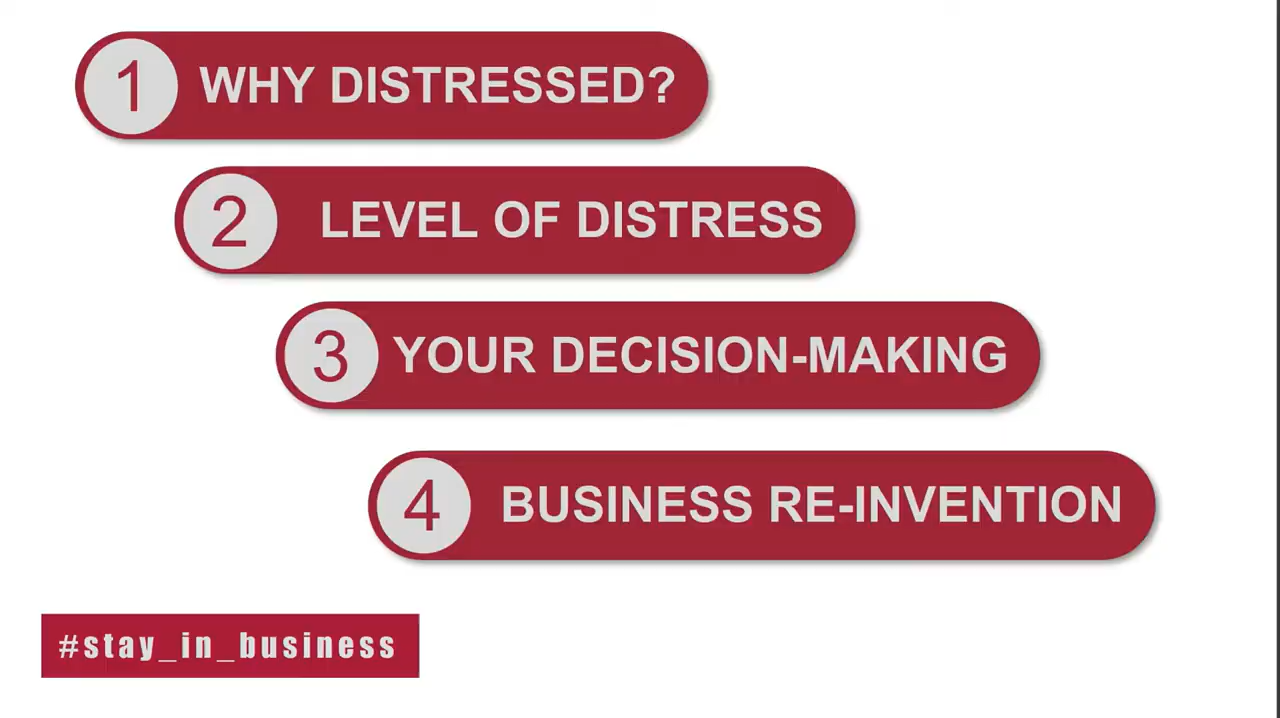 1 WHY DISTRESSED?
2 LEVEL OF DISTRESS
3 YOUR DECISION-MAKING
4 BUSINESS RE-INVENTION
#stay_in_business